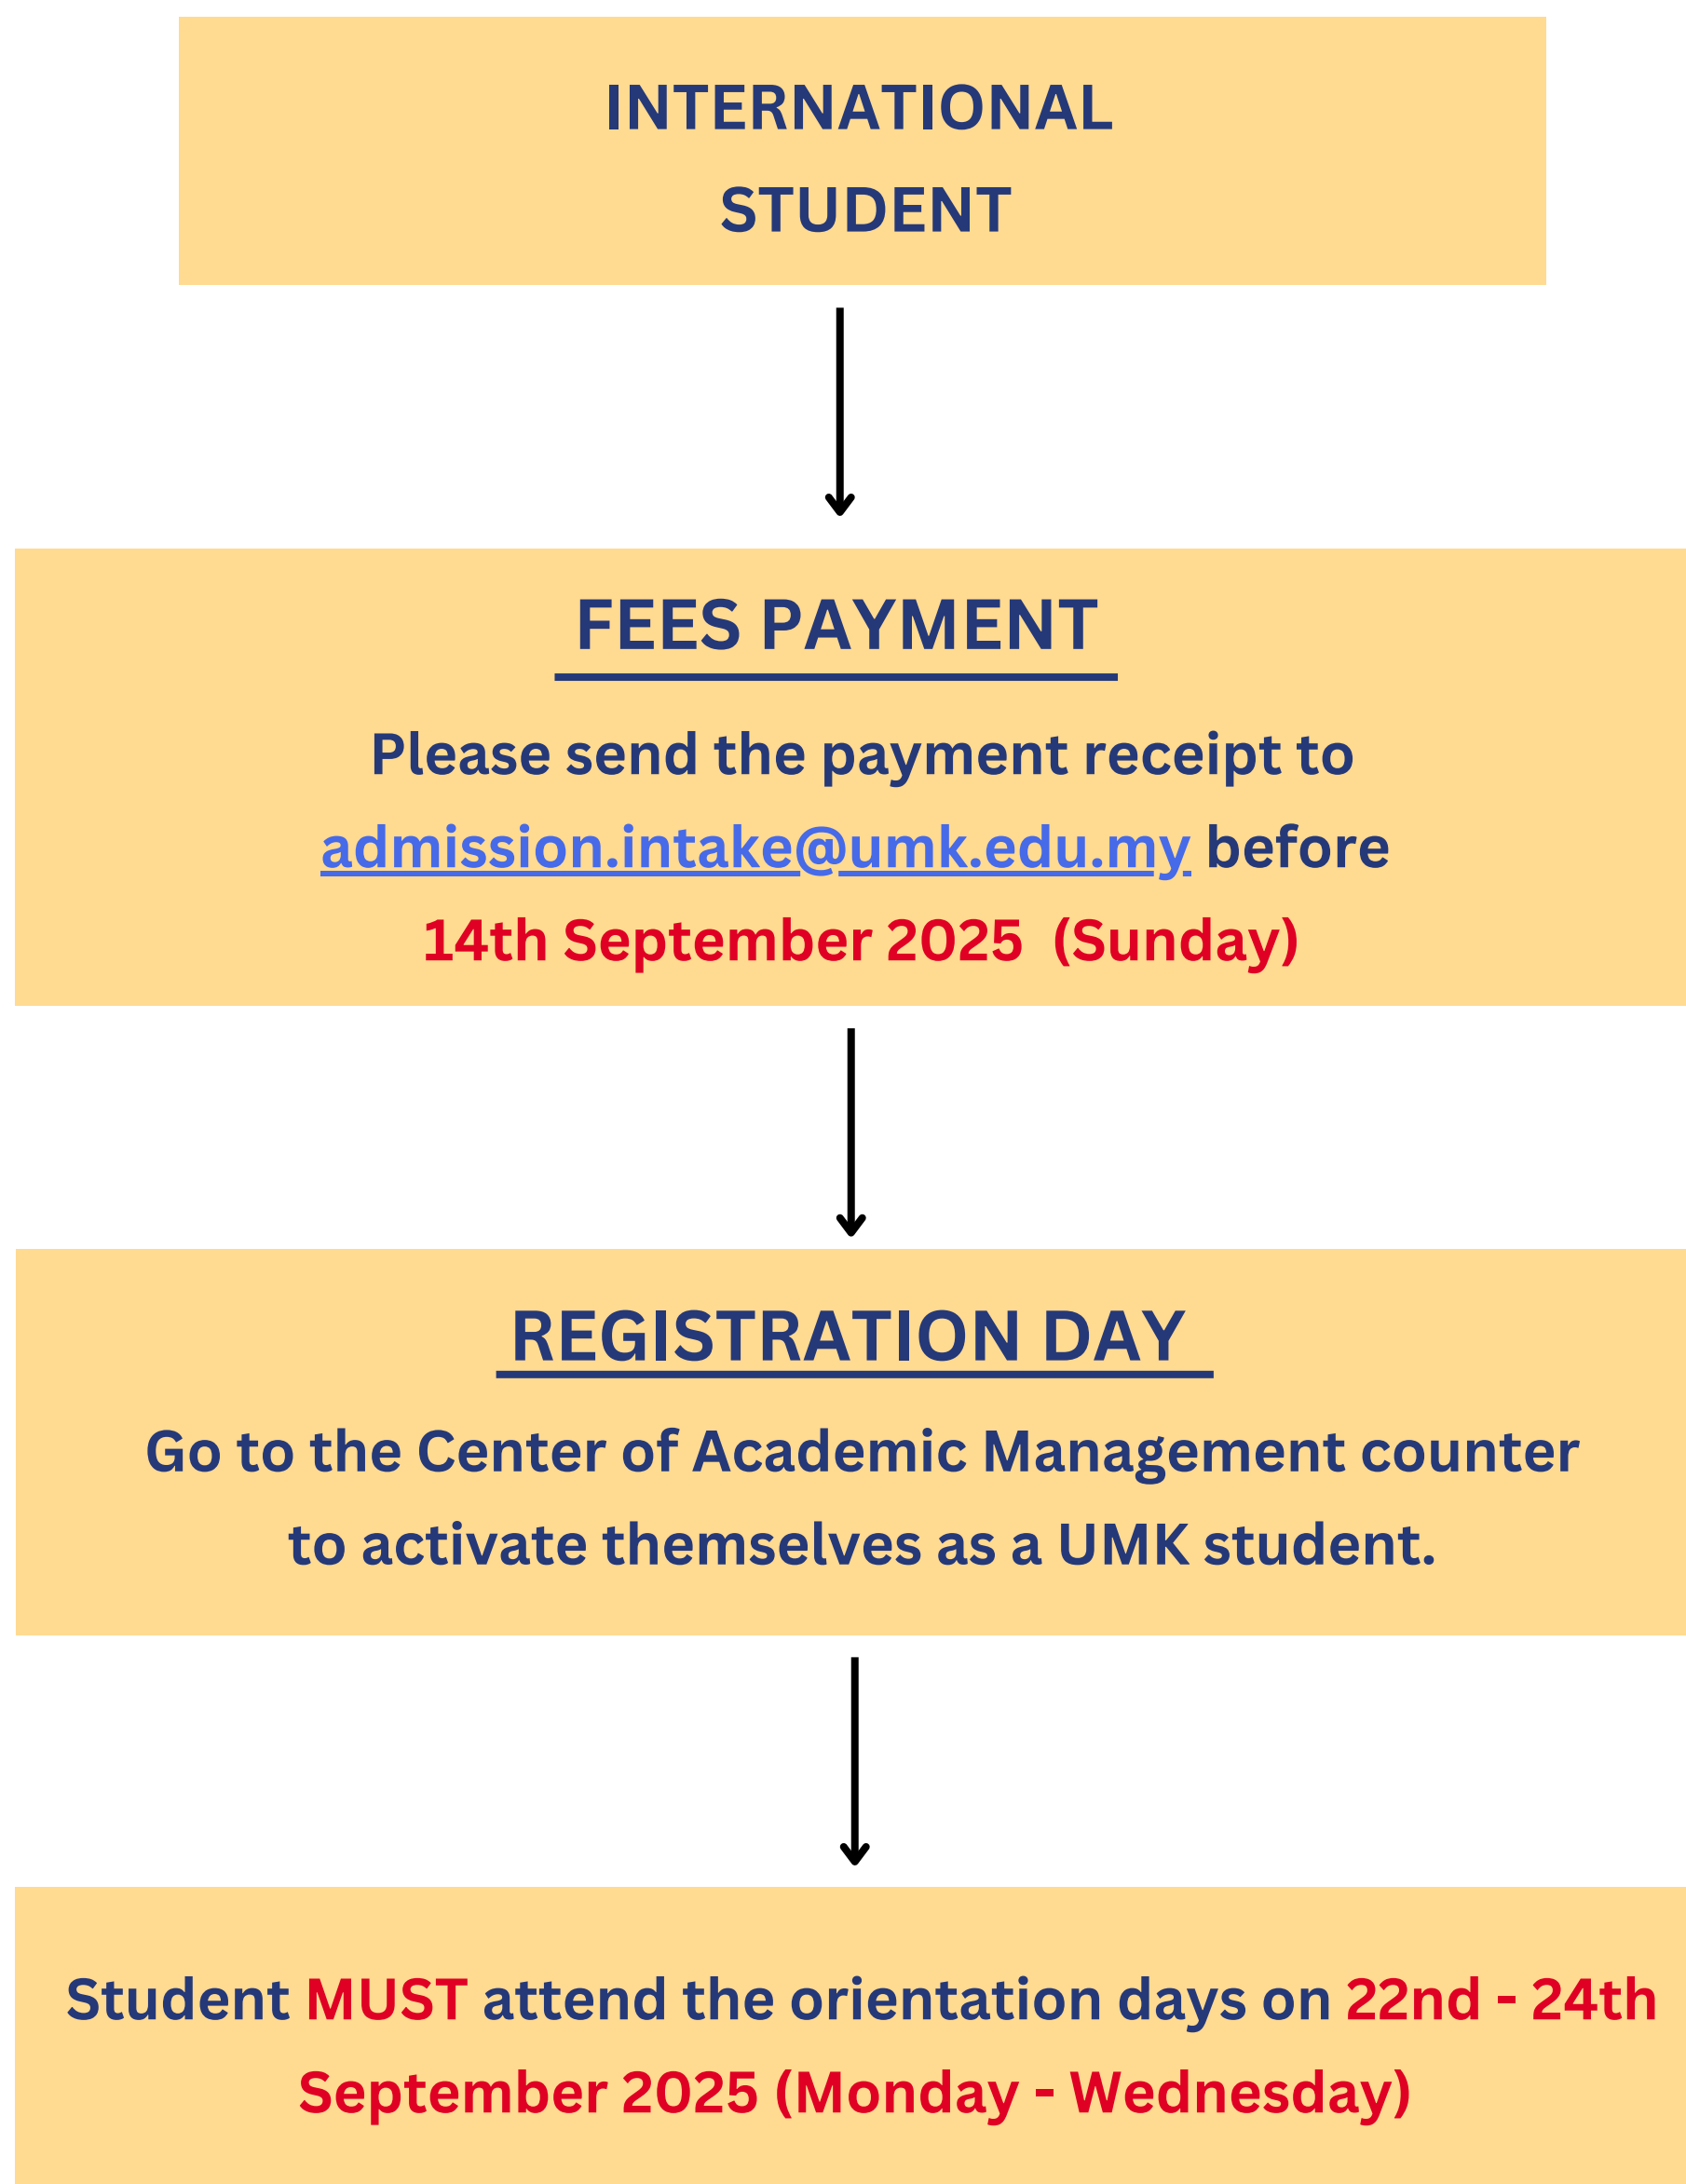 INTERNATIONAL
STUDENT
FEES PAYMENT
Please send the payment receipt to
admission.intake@umk.edu.my before
14th September 2025 (Sunday)
REGISTRATION DAY
Go to the Center of Academic Management counter
to activate themselves as a UMK student.
Student MUST attend the orientation days on 22nd - 24th
September 2025 (Monday - Wednesday)